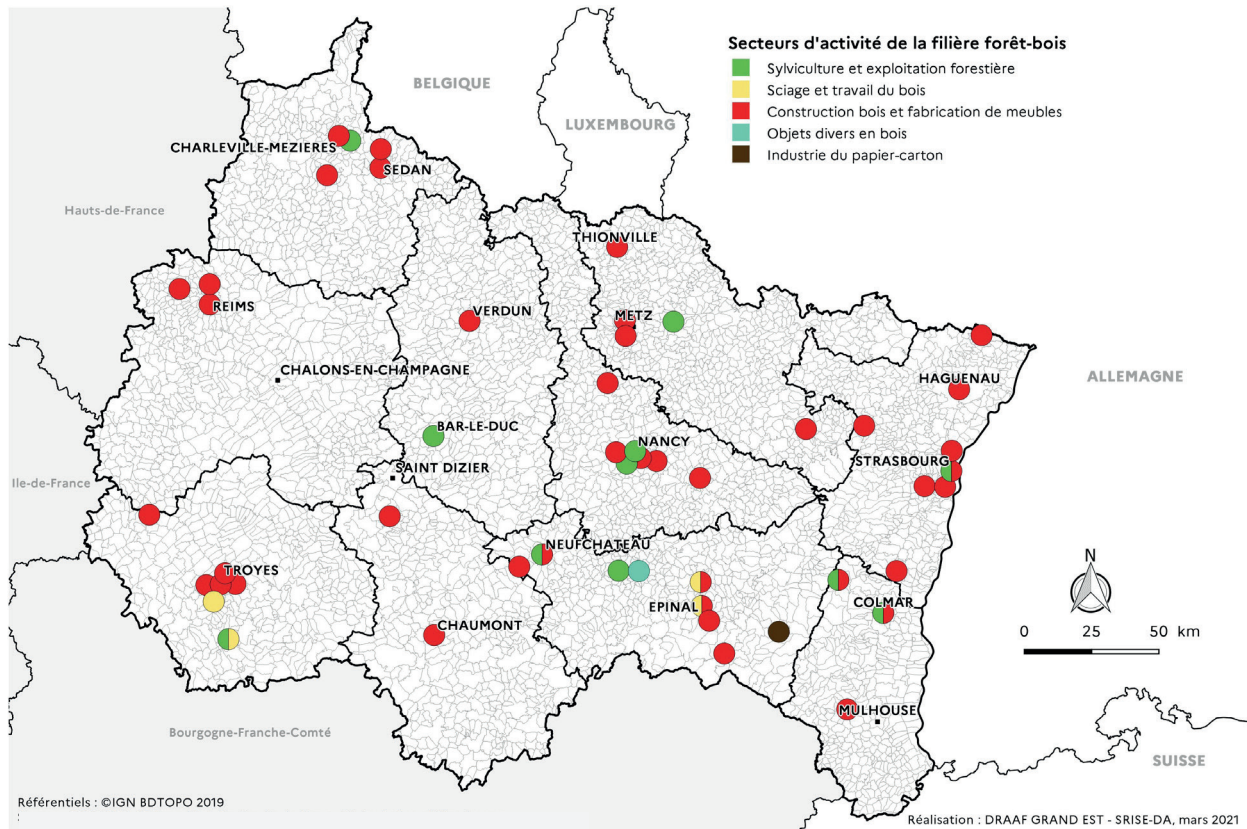 Secteurs d'activité de la filière forêt-bois
Sylviculture et exploitation forestière
Sciage et travail du bois
Construction bois et fabrication de meubles
Objets divers en bois
Industrie du papier-carton
BELGIQUE
LUXEMBOURG
CHARLEVILLE-MEZIERES
SEDAN
Hauts-de-France
THIONVILLE
REIMS
VERDUN
METZ
CHALONS-EN-CHAMPAGNE
HAGUENAU
ALLEMAGNE
BAR-LE-DUC
NANCY
SAINT DIZIER
STRASBOURG
Ile-de-France
NEUFCHATEAU
TROYES
N
EPINAL
COLMAR
CHAUMONT
0 25 50 km
MULHOUSE
Bourgogne-Franche-Comté
SUISSE
Référentiels : ©IGN BDTOPO 2019
Réalisation : DRAAF GRAND EST - SRISE-DA, mars 2021